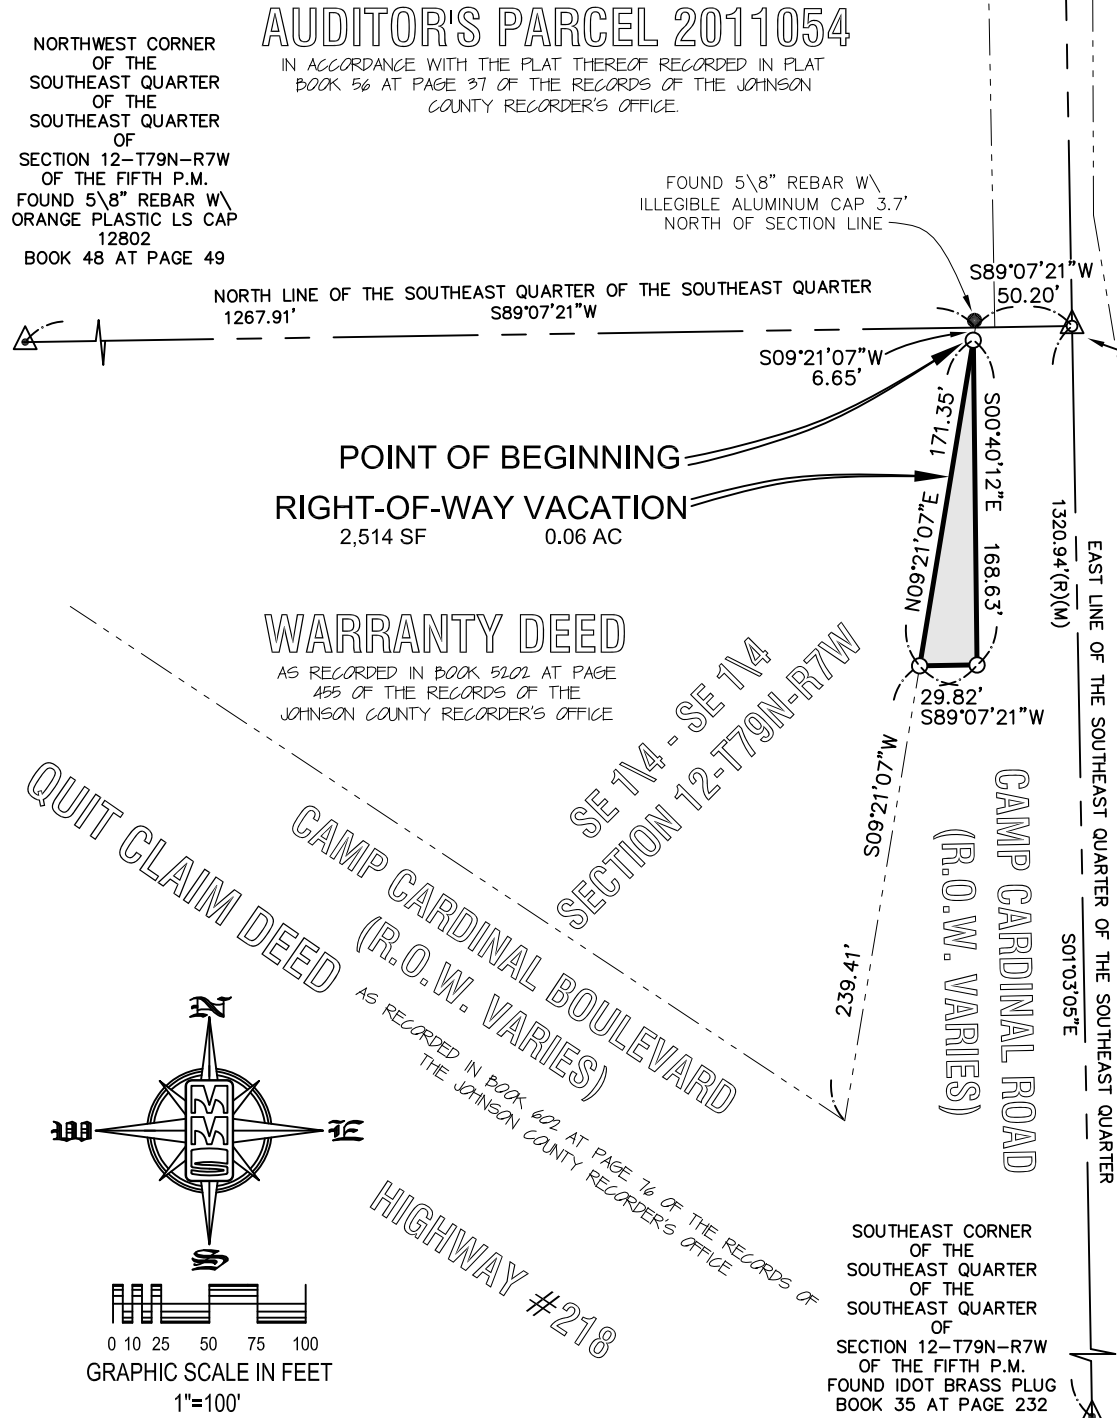 AUDITOR'S PARCEL 2011054
IN ACCORDANCE WITH THE PLAT THEREOF RECORDED IN PLAT
BOOK 56 AT PAGE 37 OF THE RECORDS OF THE JOHNSON
COUNTY RECORDER'S OFFICE.
NORTHWEST CORNER
OF THE
SOUTHEAST QUARTER
OF THE
SOUTHEAST QUARTER
OF
SECTION 12-T79N-R7W
OF THE FIFTH P.M.
FOUND 5\8" REBAR W\
ORANGE PLASTIC LS CAP
12802
BOOK 48 AT PAGE 49
FOUND 5\8" REBAR W\
ILLEGIBLE ALUMINUM CAP 3.7'
NORTH OF SECTION LINE
S89°07'21"W
50.20'
NORTH LINE OF THE SOUTHEAST QUARTER OF THE SOUTHEAST QUARTER
1267.91' S89°07'21"W
S09°21'07"W
6.65'
POINT OF BEGINNING
RIGHT-OF-WAY VACATION
2,514 SF 0.06 AC
N09°21'07"E 171.35'
S00°40'12"E 168.63'
29.82'
S89°07'21"W
1320.94'(R)(M)
S01°03'05"E
EAST LINE OF THE SOUTHEAST QUARTER OF THE SOUTHEAST QUARTER
WARRANTY DEED
AS RECORDED IN BOOK 5202 AT PAGE
455 OF THE RECORDS OF THE
JOHNSON COUNTY RECORDER'S OFFICE
SE 1\4 - SE 1\4
SECTION 12-T79N-R7W
S09°21'07"W
239.41'
CAMP CARDINAL ROAD
(R.O.W. VARIES)
CAMP CARDINAL BOULEVARD
(R.O.W. VARIES)
QUIT CLAIM DEED
AS RECORDED IN BOOK 602 AT PAGE 76 OF THE RECORDS OF
THE JOHNSON COUNTY RECORDER'S OFFICE
HIGHWAY #218
N
W
E
S
MMS
0 10 25 50 75 100
GRAPHIC SCALE IN FEET
1"=100'
SOUTHEAST CORNER
OF THE
SOUTHEAST QUARTER
OF THE
SOUTHEAST QUARTER
OF
SECTION 12-T79N-R7W
OF THE FIFTH P.M.
FOUND IDOT BRASS PLUG
BOOK 35 AT PAGE 232